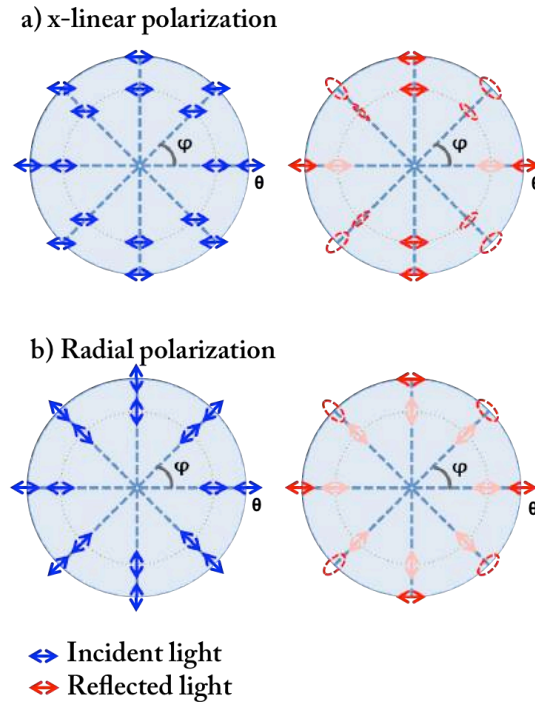 a) x-linear polarization
φ φ
θ θ
b) Radial polarization
φ φ
θ θ
Incident light
Reflected light